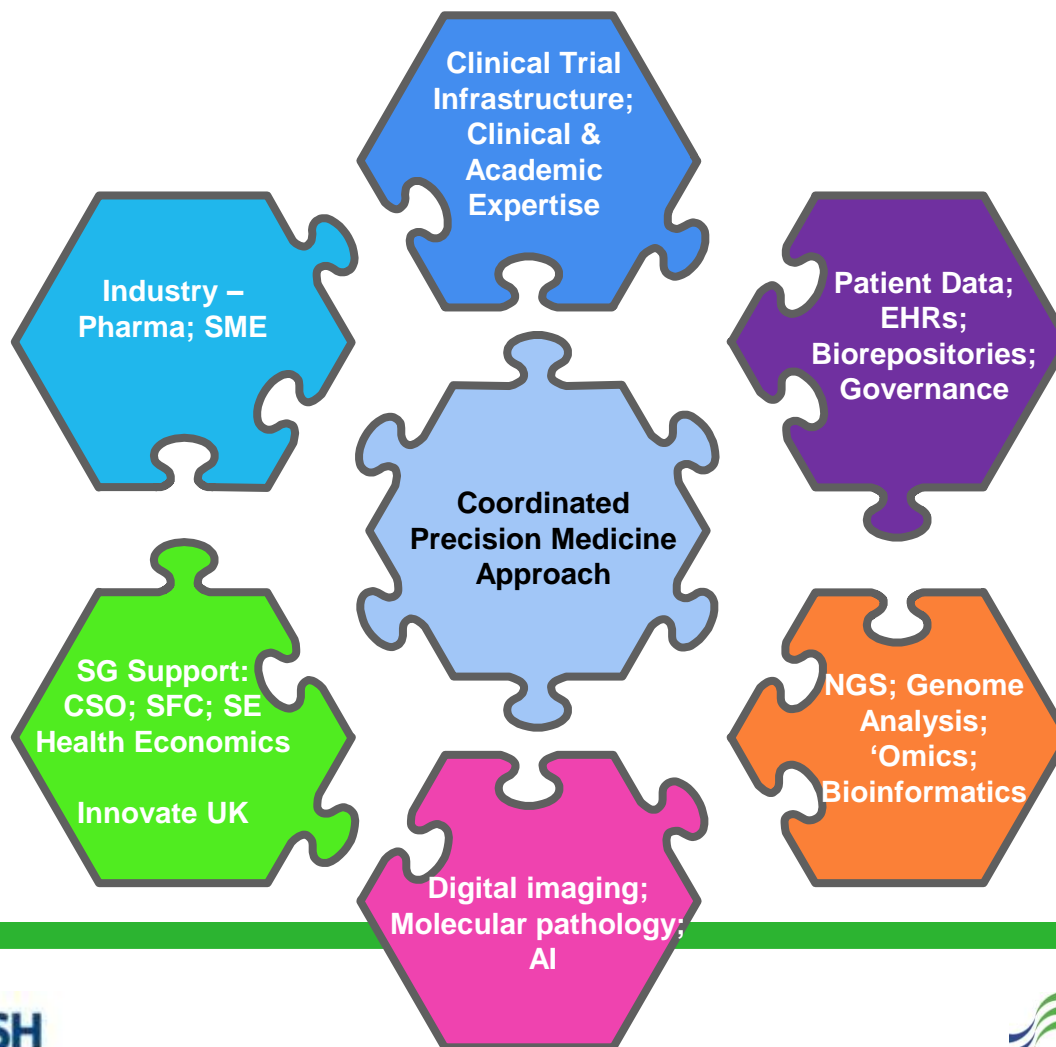 Clinical Trial
Infrastructure;
Clinical &
Academic
Expertise
Industry –
Pharma; SME
Patient Data;
EHRs;
Biorepositories;
Governance
Coordinated
Precision Medicine
Approach
SG Support:
CSO; SFC; SE
Health Economics
Innovate UK
NGS; Genome
Analysis;
‘Omics;
Bioinformatics
Digital imaging;
Molecular pathology;
AI
SH